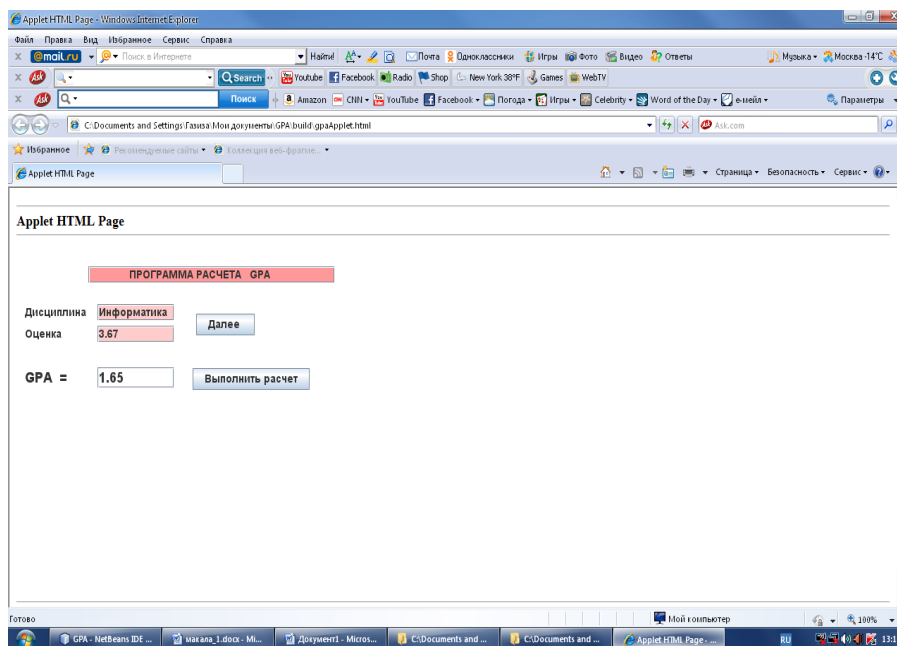 Applet HTML Page - Windows Internet Explorer
Файл Правка Вид Избранное Сервис Справка
@mail.ru Поиск в Интернете Найти! Почта Одноклассники Игры Фото Видео Ответы Музыка Москва -14°C
Ask Search Youtube Facebook Radio Shop New York 38°F Games WebTV
Ask Поиск Amazon CNN YouTube Facebook Погода Игры Celebrity Word of the Day е-мейл Параметры
C:\Documents and Settings\Газиза\Мои документы\GPA\build\gpaApplet.html Ask.com
Избранное Рекомендуемые сайты Коллекция веб-фрагме...
Applet HTML Page Страница Безопасность Сервис
Applet HTML Page
ПРОГРАММА РАСЧЕТА GPA
Дисциплина Информатика
Далее
Оценка 3.67
GPA = 1.65 Выполнить расчет
Готово Мой компьютер 100%
GPA - NetBeans IDE ... макала_1.docx - Mi... Документ1 - Micros... C:\Documents and ... C:\Documents and ... Applet HTML Page - ... RU